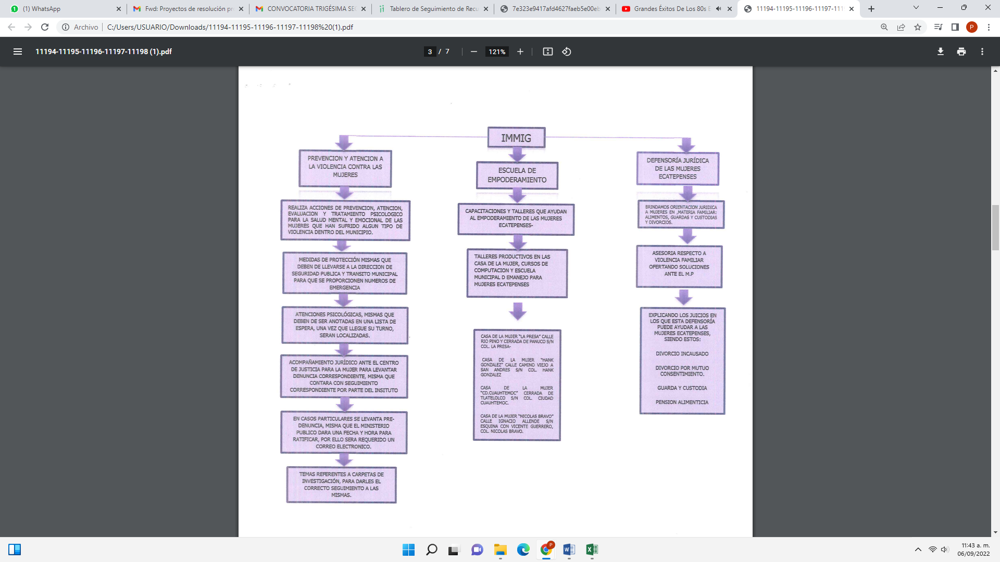 (1) WhatsApp
Fwd: Proyectos de resolución pr
CONVOCATORIA TRIGÉSIMA SE
Tablero de Seguimiento de Recu
7e323e9417afd4627faeb5e00eb
Grandes Éxitos De Los 80s E
11194-11195-11196-11197-111
Archivo
C:/Users/USUARIO/Downloads/11194-11195-11196-11197-11198%20(1).pdf
P
11194-11195-11196-11197-11198 (1).pdf
3 / 7
121%
IMMIG
PREVENCION Y ATENCION A
LA VIOLENCIA CONTRA LAS
MUJERES
REALIZA ACCIONES DE PREVENCION, ATENCION,
EVALUACION Y TRATAMIENTO PSICOLOGICO
PARA LA SALUD MENTAL Y EMOCIONAL DE LAS
MUJERES QUE HAN SUFRIDO ALGUN TIPO DE
VIOLENCIA DENTRO DEL MUNICIPIO.
MEDIDAS DE PROTECCIÓN MISMAS QUE
DEBEN DE LLEVARSE A LA DIRECCION DE
SEGURIDAD PUBLICA Y TRANSITO MUNICIPAL
PARA QUE SE PROPORCIONEN NUMEROS DE
EMERGENCIA
ATENCIONES PSICOLÓGICAS, MISMAS QUE
DEBEN DE SER ANOTADAS EN UNA LISTA DE
ESPERA, UNA VEZ QUE LLEGUE SU TURNO,
SERAN LOCALIZADAS.
ACOMPAÑAMIENTO JURÍDICO ANTE EL CENTRO
DE JUSTICIA PARA LA MUJER PARA LEVANTAR
DENUNCIA CORRESPONDIENTE, MISMA QUE
CONTARA CON SEGUIMIENTO
CORRESPONDIENTE POR PARTE DEL INSITUTO
EN CASOS PARTICULARES SE LEVANTA PRE-
DENUNCIA, MISMA QUE EL MINISTERIO
PUBLICO DARA UNA FECHA Y HORA PARA
RATIFICAR, POR ELLO SERA REQUERIDO UN
CORREO ELECTRONICO.
TEMAS REFERENTES A CARPETAS DE
INVESTIGACIÓN, PARA DARLES EL
CORRECTO SEGUIMIENTO A LAS
MISMAS.
ESCUELA DE
EMPODERAMIENTO
CAPACITACIONES Y TALLERES QUE AYUDAN
AL EMPODERAMIENTO DE LAS MUJERES
ECATEPENSES-
TALLERES PRODUCTIVOS EN LAS
CASA DE LA MUJER, CURSOS DE
COMPUTACION Y ESCUELA
MUNICIPAL D EMANEJO PARA
MUJERES ECATEPENSES
CASA DE LA MUJER "LA PRESA" CALLE
RIO PINO Y CERRADA DE PANUCO S/N
COL. LA PRESA-
CASA DE LA MUJER "HANK
GONZALEZ" CALLE CAMINO VIEJO A
SAN ANDRES S/N COL. HANK
GONZALEZ
CASA DE LA MUJER
"CD.CUAUHTEMOC" CERRADA DE
TLATELOLCO S/N COL. CIUDAD
CUAUHTEMOC.
CASA DE LA MUJER "NICOLAS BRAVO"
CALLE IGNACIO ALLENDE S/N
ESQUINA CON VICENTE GUERRERO,
COL. NICOLAS BRAVO.
DEFENSORÍA JURÍDICA
DE LAS MUJERES
ECATEPENSES
BRINDAMOS ORIENTACION JURIDICA
A MUJERES EN ,MATERIA FAMILIAR:
ALIMENTOS, GUARDAS Y CUSTODIAS
Y DIVORCIOS.
ASESORIA RESPECTO A
VIOLENCIA FAMILIAR
OFERTANDO SOLUCIONES
ANTE EL M.P
EXPLICANDO LOS JUICIOS EN
LOS QUE ESTA DEFENSORÍA
PUEDE AYUDAR A LAS
MUJERES ECATEPENSES,
SIENDO ESTOS:
DIVORCIO INCAUSADO
DIVORCIO POR MUTUO
CONSENTIMIENTO.
GUARDA Y CUSTODIA
PENSION ALIMENTICIA
P
11:43 a. m.
06/09/2022